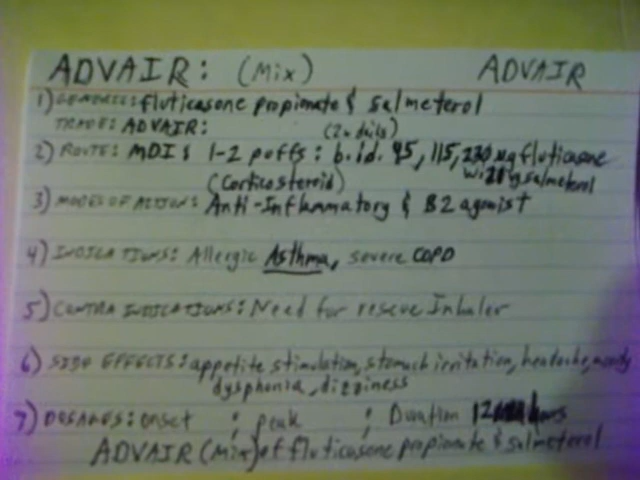 ADVAIR: (Mix) ADVAIR
1) GENERIC: fluticasone propionate & salmeterol
TRADE: ADVAIR: (2x daily)
2) ROUTE: MDI: 1-2 puffs: b.id. 45, 115, 230 µg fluticasone
(Corticosteroid) w/21 µg salmeterol
3) MODES OF ACTION: Anti-Inflammatory & B2 agonist
4) INDICATIONS: Allergic Asthma, severe COPD
5) CONTRA INDICATIONS: Need for rescue Inhaler
6) SIDE EFFECTS: appetite stimulation, stomach irritation, headache,
dysphonia, dizziness
7) DOSAGES: onset ; peak ; Duration 12 hours
ADVAIR (Mix) of fluticasone propionate & salmeterol